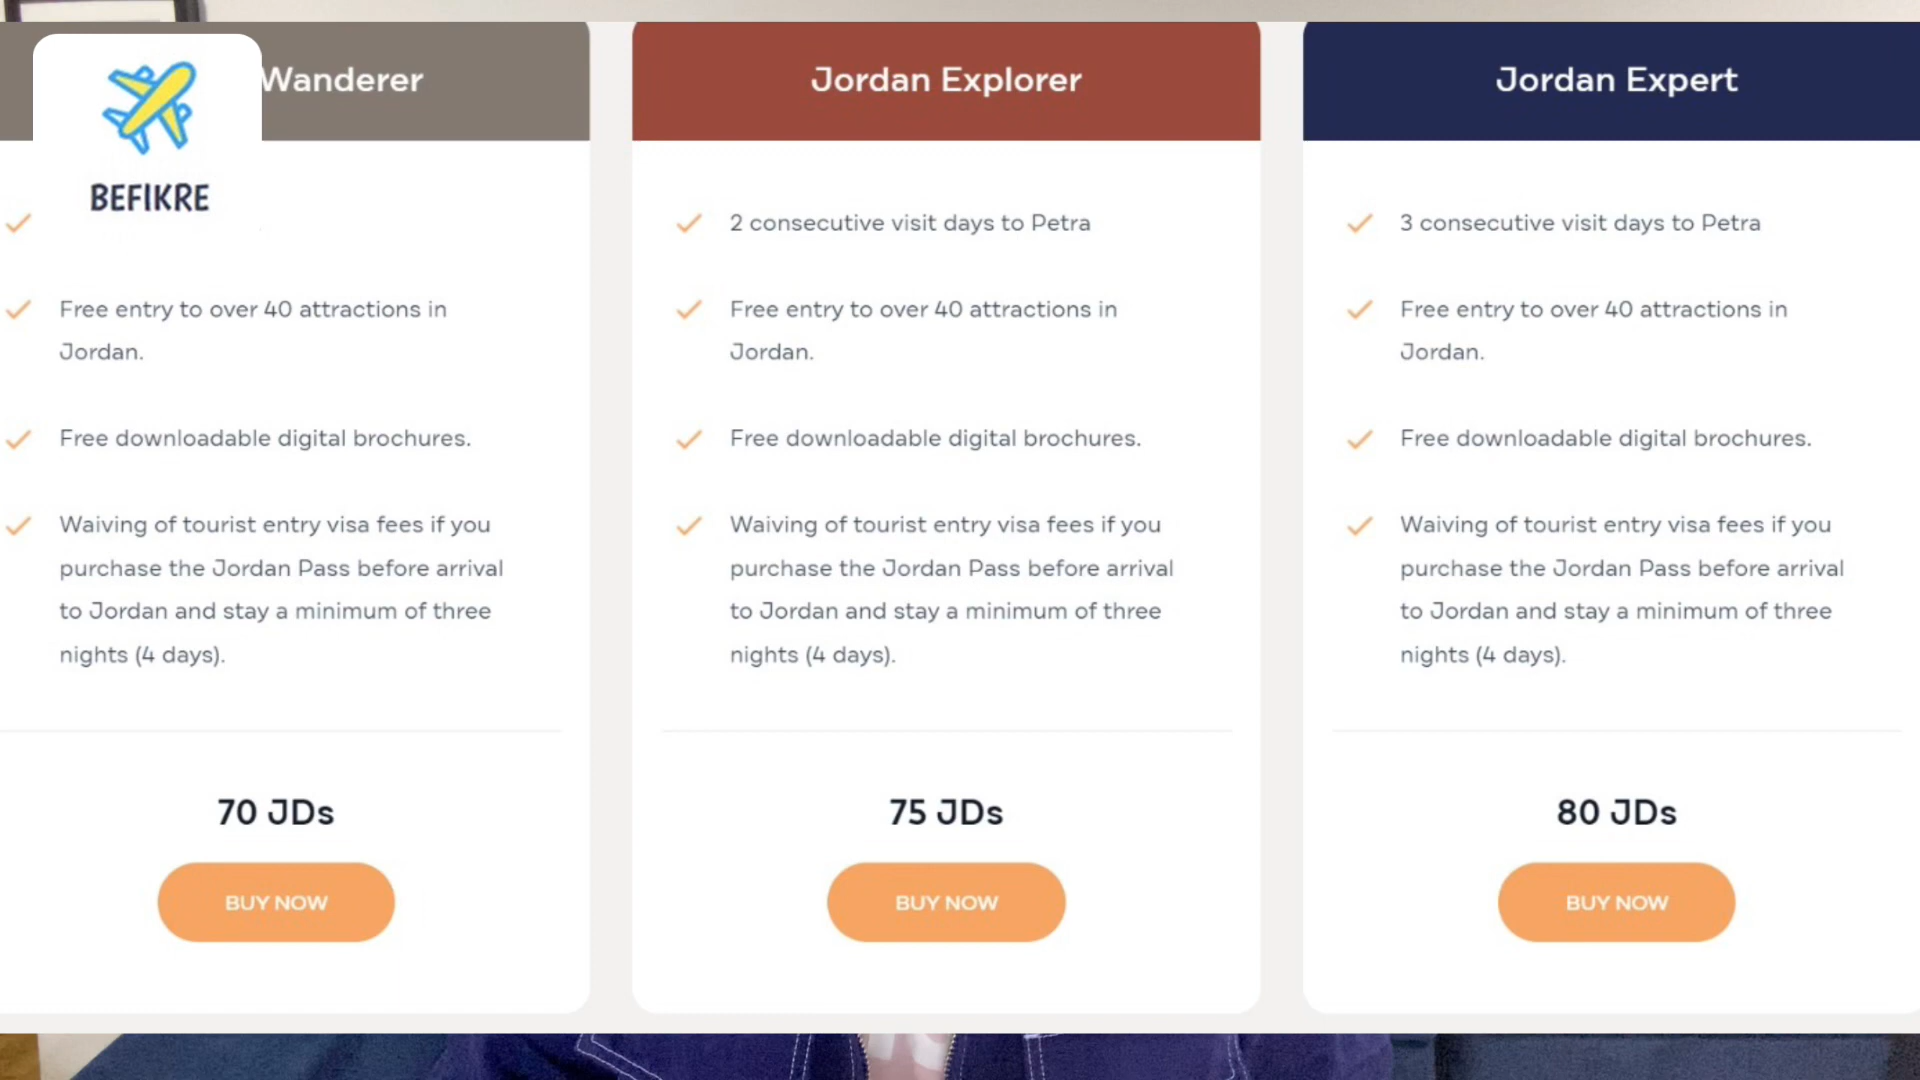 BEFIKRE
Wanderer
Free entry to over 40 attractions in
Jordan.
Free downloadable digital brochures.
Waiving of tourist entry visa fees if you
purchase the Jordan Pass before arrival
to Jordan and stay a minimum of three
nights (4 days).
70 JDs
BUY NOW
Jordan Explorer
2 consecutive visit days to Petra
Free entry to over 40 attractions in
Jordan.
Free downloadable digital brochures.
Waiving of tourist entry visa fees if you
purchase the Jordan Pass before arrival
to Jordan and stay a minimum of three
nights (4 days).
75 JDs
BUY NOW
Jordan Expert
3 consecutive visit days to Petra
Free entry to over 40 attractions in
Jordan.
Free downloadable digital brochures.
Waiving of tourist entry visa fees if you
purchase the Jordan Pass before arrival
to Jordan and stay a minimum of three
nights (4 days).
80 JDs
BUY NOW